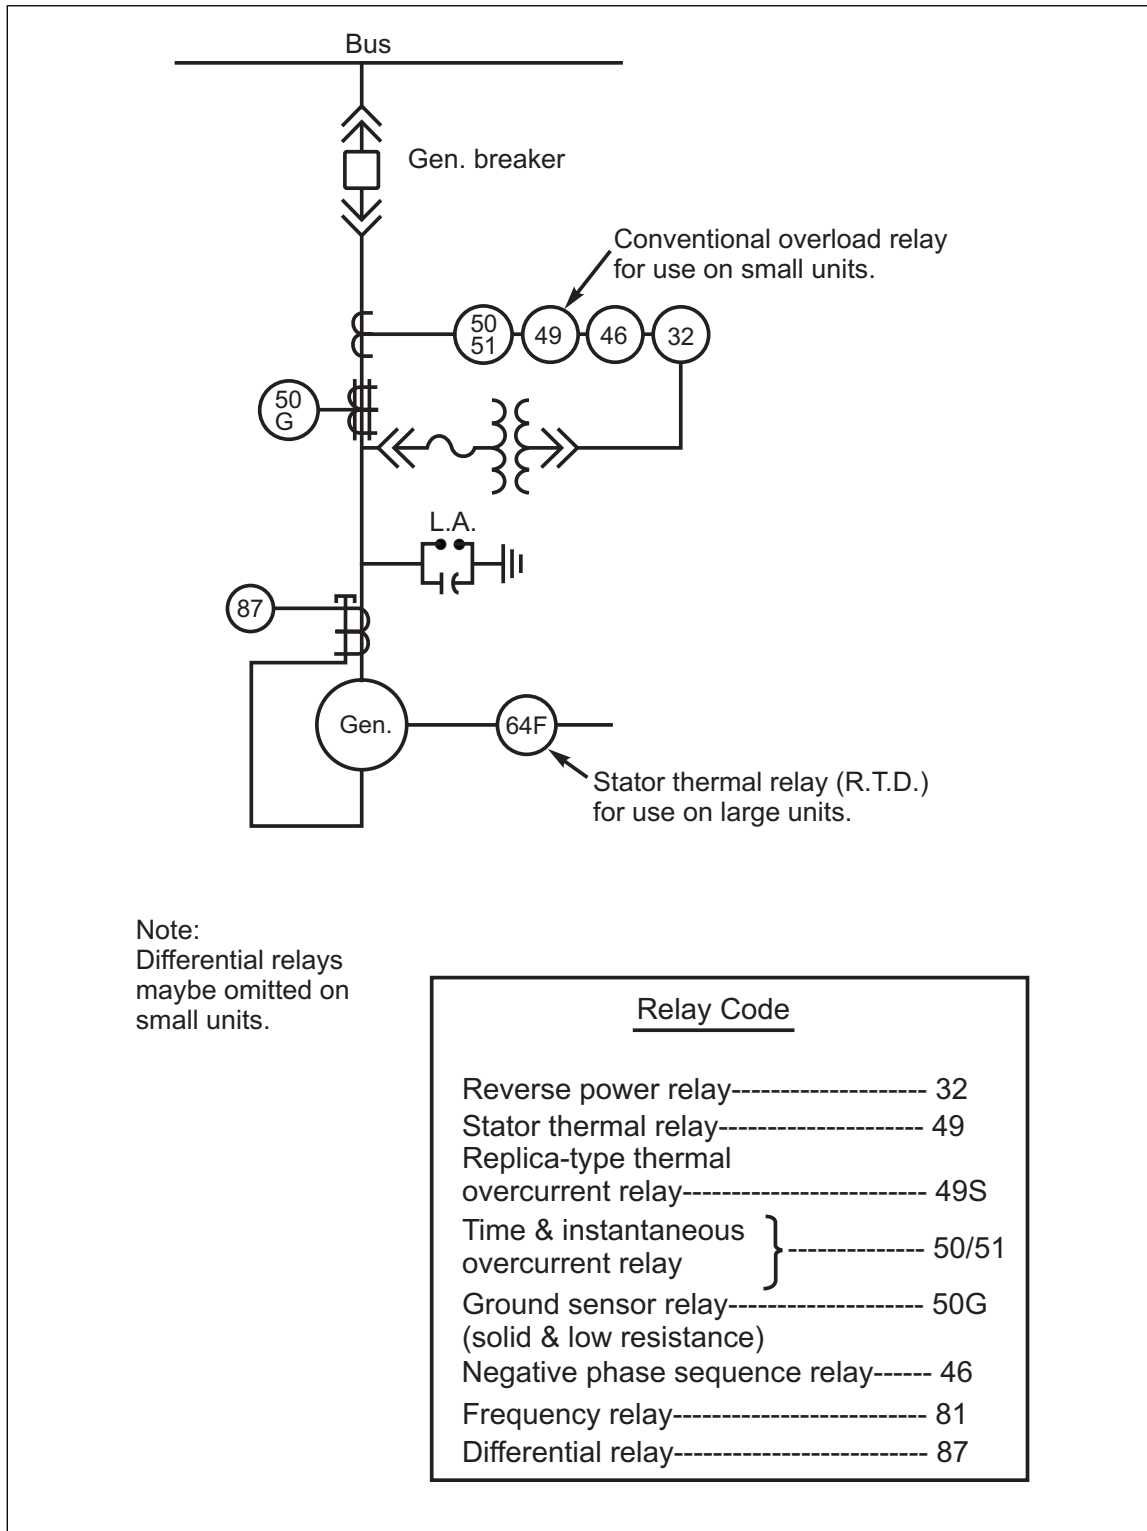 Bus
Gen. breaker
Conventional overload relay
for use on small units.
50
51
49
46
32
50
G
L.A.
87
Gen.
64F
Stator thermal relay (R.T.D.)
for use on large units.
Note:
Differential relays
maybe omitted on
small units.
Relay Code
Reverse power relay-------------------- 32
Stator thermal relay--------------------- 49
Replica-type thermal
overcurrent relay------------------------- 49S
Time & instantaneous
overcurrent relay } -------------- 50/51
Ground sensor relay-------------------- 50G
(solid & low resistance)
Negative phase sequence relay------ 46
Frequency relay-------------------------- 81
Differential relay-------------------------- 87